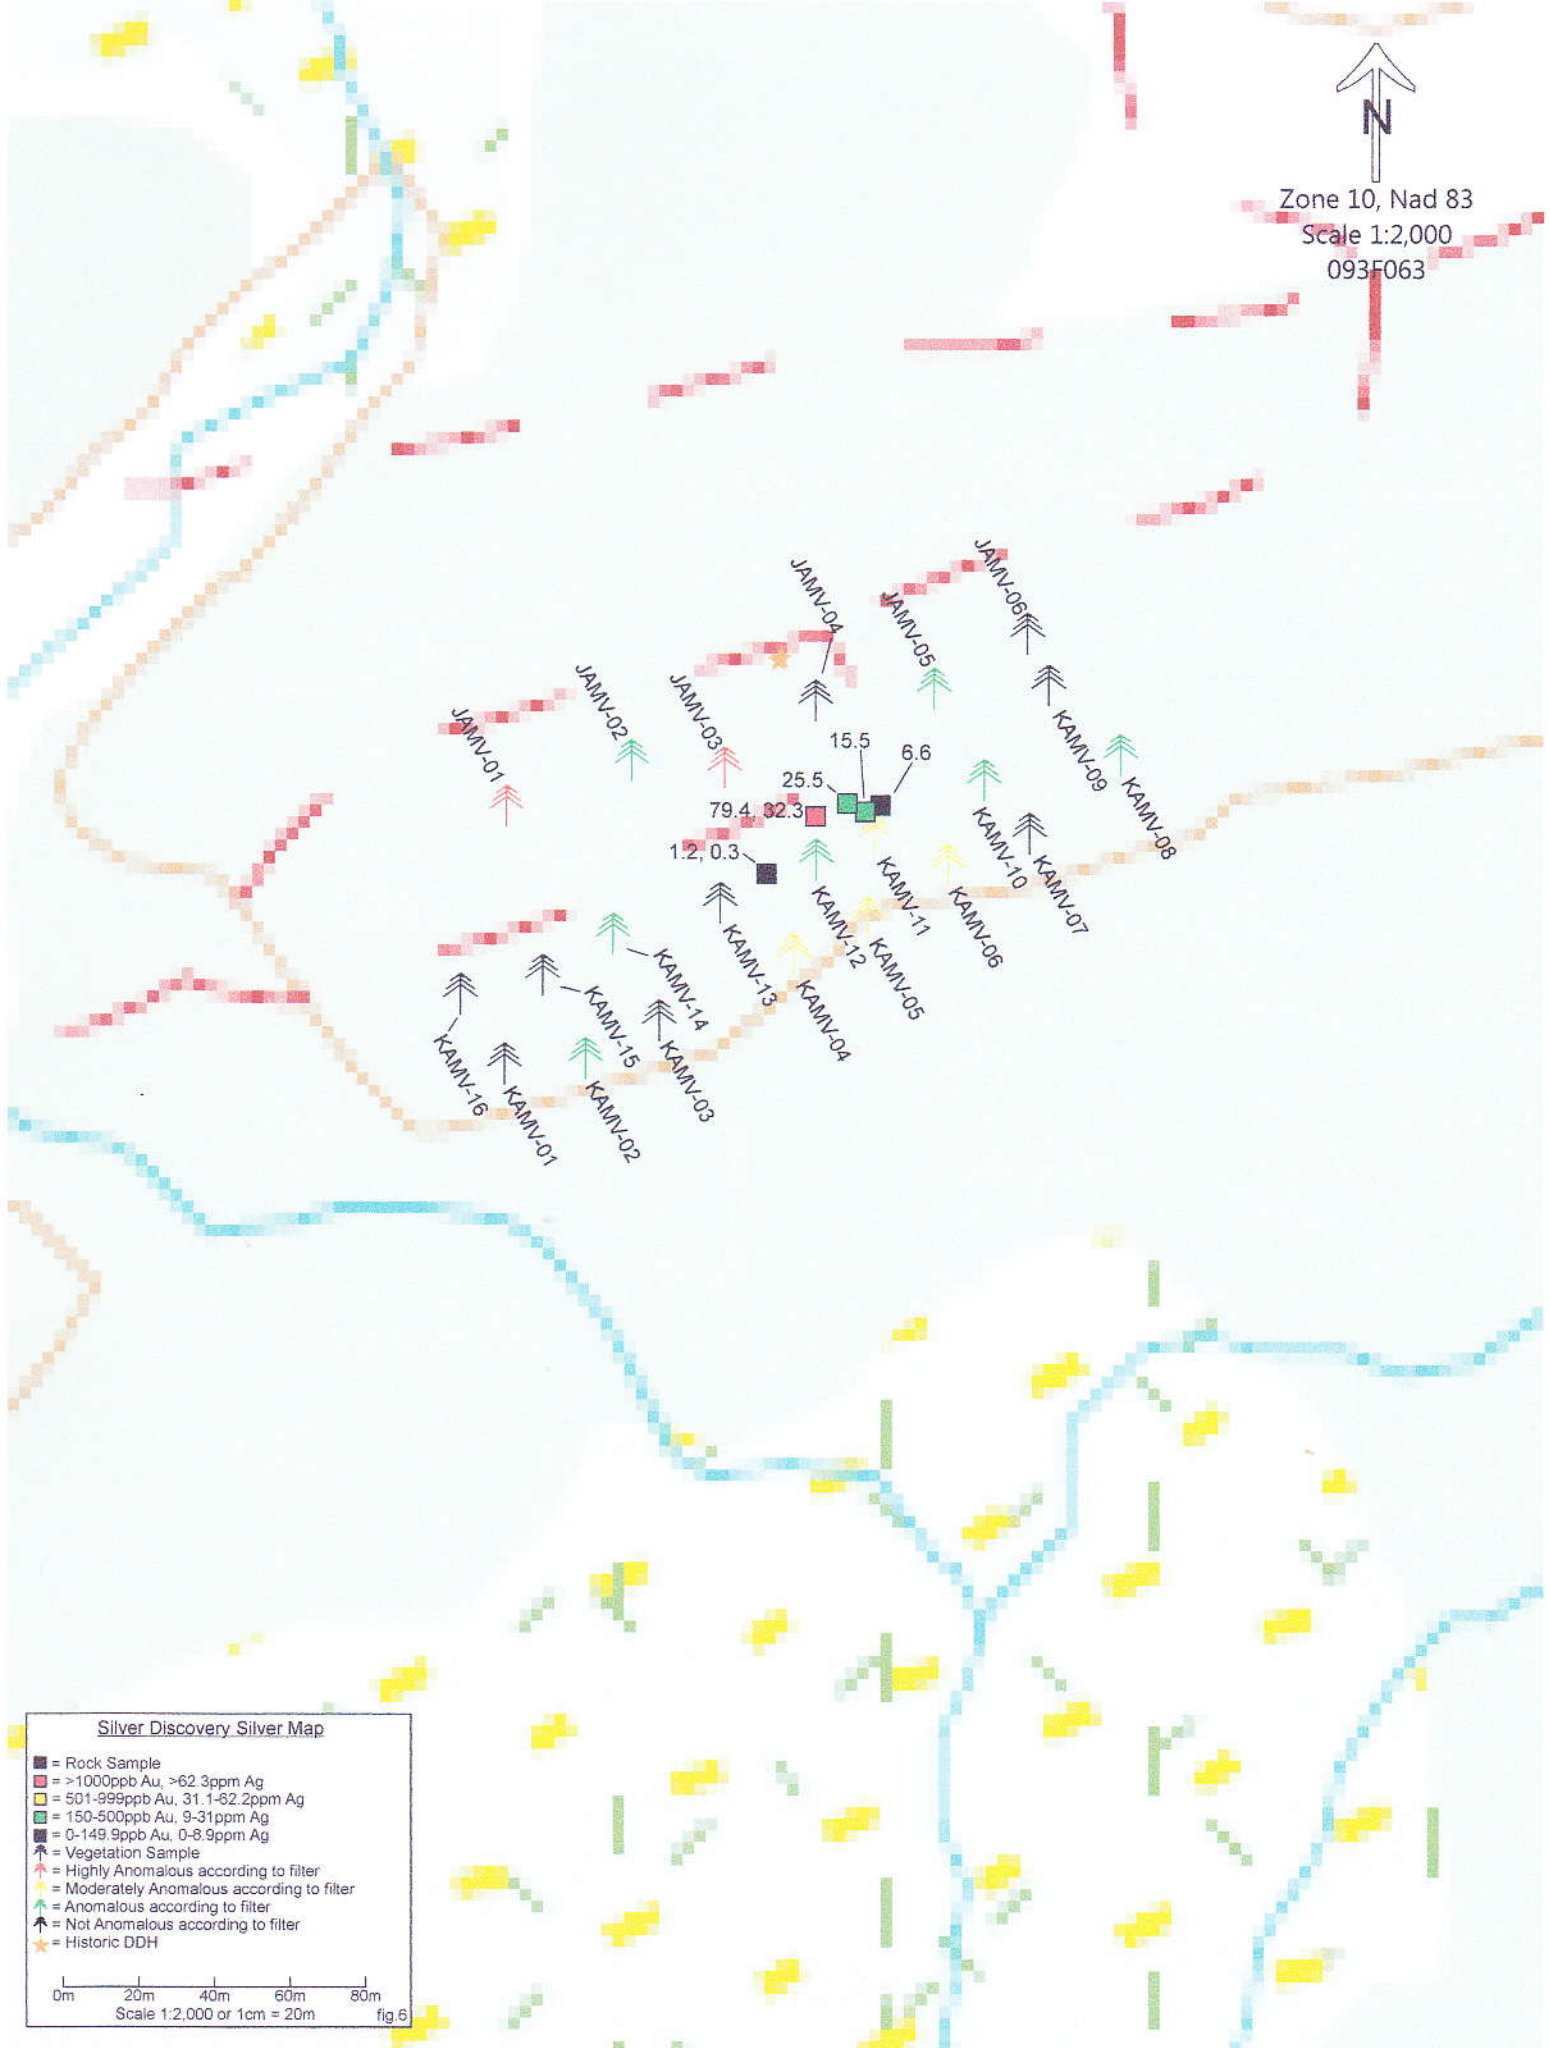 N
Zone 10, Nad 83
Scale 1:2,000
093F063
JAMV-06
JAMV-04
JAMV-05
JAMV-02
JAMV-03
JAMV-01
KAMV-09
KAMV-08
15.5
6.6
25.5
79.4, 32.3
1.2, 0.3
KAMV-10
KAMV-07
KAMV-11
KAMV-06
KAMV-12
KAMV-05
KAMV-13
KAMV-04
KAMV-14
KAMV-15
KAMV-03
KAMV-16
KAMV-01
KAMV-02
Silver Discovery Silver Map
= Rock Sample
= >1000ppb Au, >62.3ppm Ag
= 501-999ppb Au, 31.1-62.2ppm Ag
= 150-500ppb Au, 9-31ppm Ag
= 0-149.9ppb Au, 0-8.9ppm Ag
= Vegetation Sample
= Highly Anomalous according to filter
= Moderately Anomalous according to filter
= Anomalous according to filter
= Not Anomalous according to filter
= Historic DDH
0m 20m 40m 60m 80m
Scale 1:2,000 or 1cm = 20m fig.6